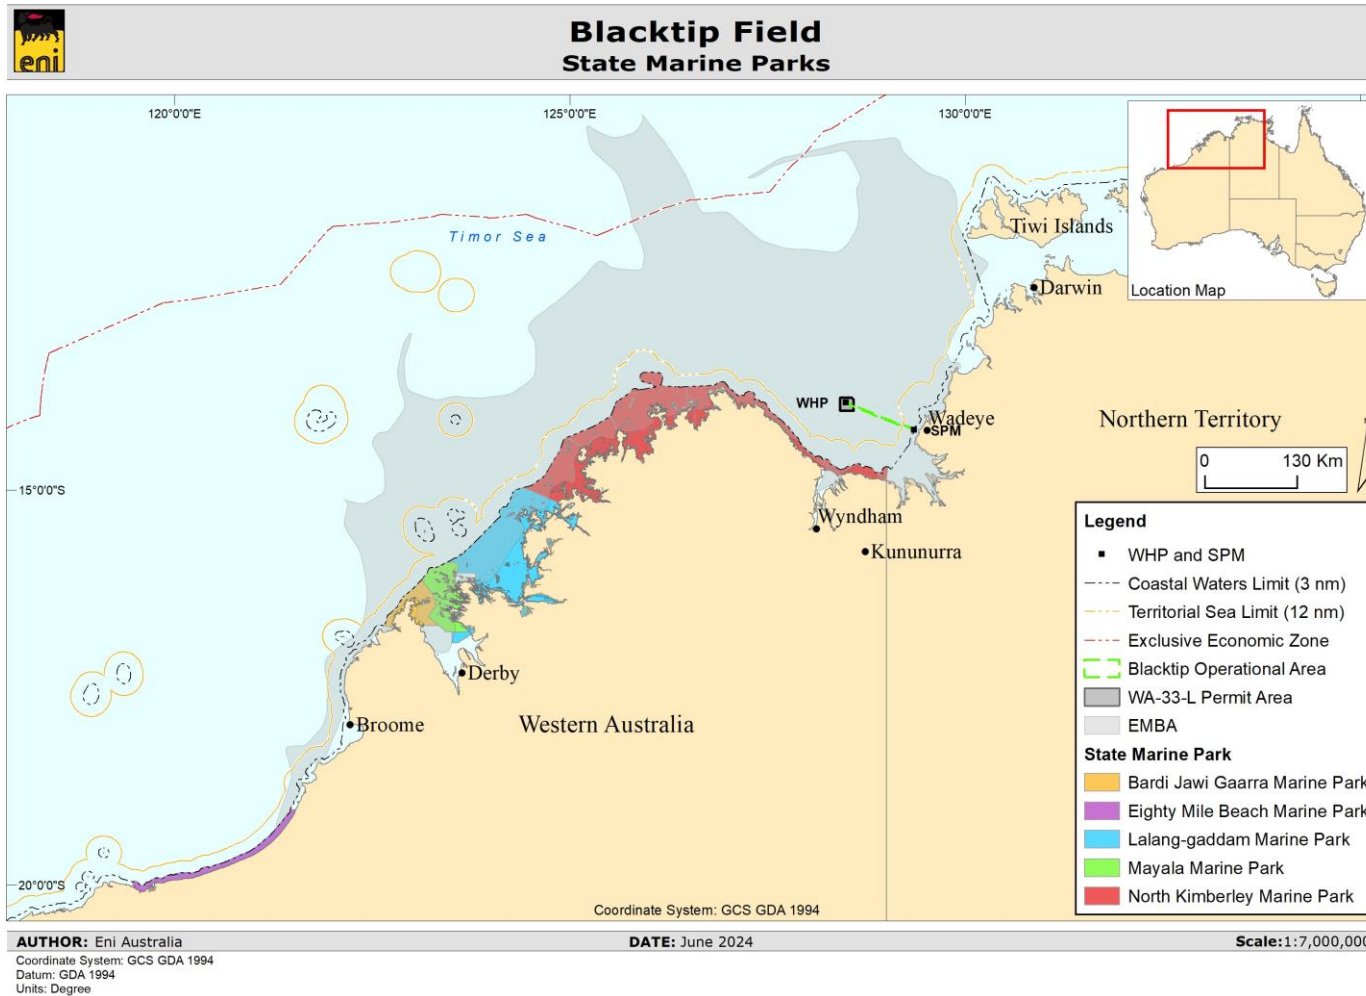 eni
Blacktip Field
State Marine Parks
120°0'0"E
125°0'0"E
130°0'0"E
Timor Sea
Tiwi Islands
Darwin
Location Map
WHP
Wadeye
SPM
Northern Territory
0 130 Km
15°0'0"S
Wyndham
Kununurra
Derby
Broome
Western Australia
20°0'0"S
Legend
WHP and SPM
Coastal Waters Limit (3 nm)
Territorial Sea Limit (12 nm)
Exclusive Economic Zone
Blacktip Operational Area
WA-33-L Permit Area
EMBA
State Marine Park
Bardi Jawi Gaarra Marine Park
Eighty Mile Beach Marine Park
Lalang-gaddam Marine Park
Mayala Marine Park
North Kimberley Marine Park
Coordinate System: GCS GDA 1994
AUTHOR: Eni Australia
DATE: June 2024
Scale:1:7,000,000
Coordinate System: GCS GDA 1994
Datum: GDA 1994
Units: Degree